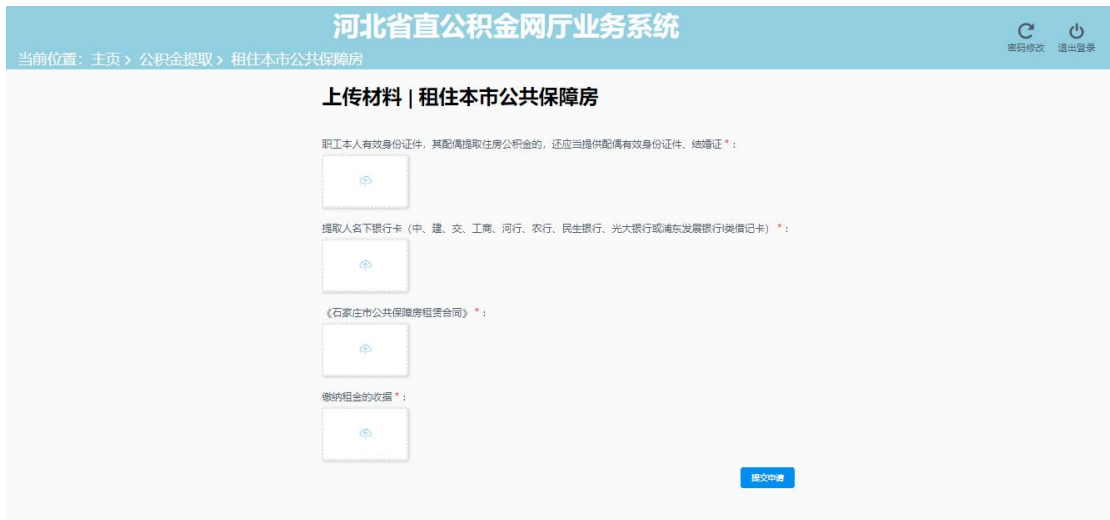 河北省直公积金网厅业务系统
密码修改 退出登录
当前位置：主页 > 公积金提取 > 租住本市公共保障房
上传材料 | 租住本市公共保障房
职工本人有效身份证件，其配偶提取住房公积金的，还应当提供配偶有效身份证件、结婚证 * ：
提取人名下银行卡（中、建、交、工商、河行、农行、民生银行、光大银行或浦东发展银行I类借记卡） * ：
《石家庄市公共保障房租赁合同》 * ：
缴纳租金的收据 * ：
提交申请